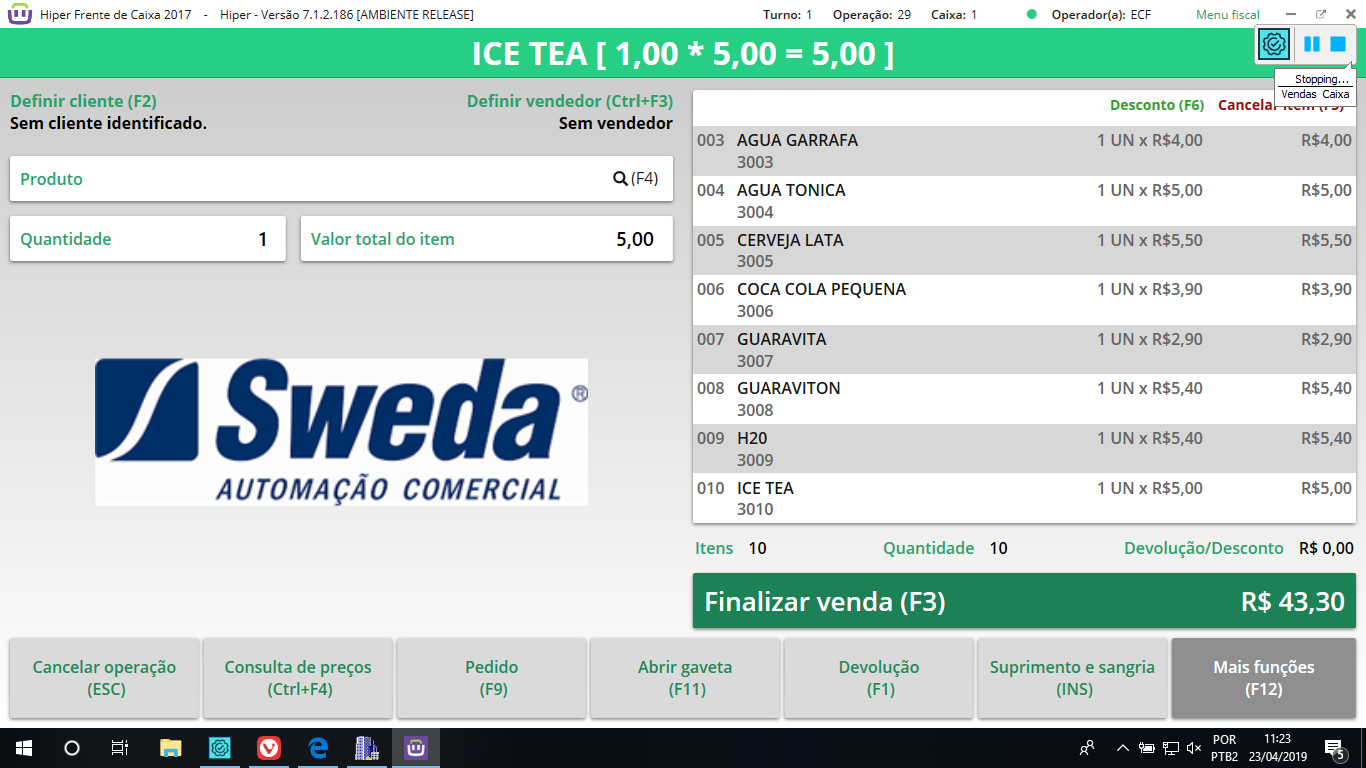 Hiper Frente de Caixa 2017 - Hiper - Versão 7.1.2.186 [AMBIENTE RELEASE] Turno: 1 Operação: 29 Caixa: 1 Operador(a): ECF Menu fiscal
ICE TEA [ 1,00 * 5,00 = 5,00 ]
Stopping...
Vendas Caixa
Definir cliente (F2) Definir vendedor (Ctrl+F3)
Sem cliente identificado. Sem vendedor
Produto (F4)
Quantidade 1 Valor total do item 5,00
Sweda®
AUTOMAÇÃO COMERCIAL
Desconto (F6) Cancelar item (F5)
003 AGUA GARRAFA 1 UN x R$4,00 R$4,00
3003
004 AGUA TONICA 1 UN x R$5,00 R$5,00
3004
005 CERVEJA LATA 1 UN x R$5,50 R$5,50
3005
006 COCA COLA PEQUENA 1 UN x R$3,90 R$3,90
3006
007 GUARAVITA 1 UN x R$2,90 R$2,90
3007
008 GUARAVITON 1 UN x R$5,40 R$5,40
3008
009 H20 1 UN x R$5,40 R$5,40
3009
010 ICE TEA 1 UN x R$5,00 R$5,00
3010
Itens 10 Quantidade 10 Devolução/Desconto R$ 0,00
Finalizar venda (F3) R$ 43,30
Cancelar operação
(ESC)
Consulta de preços
(Ctrl+F4)
Pedido
(F9)
Abrir gaveta
(F11)
Devolução
(F1)
Suprimento e sangria
(INS)
Mais funções
(F12)
POR
PTB2
11:23
23/04/2019
5